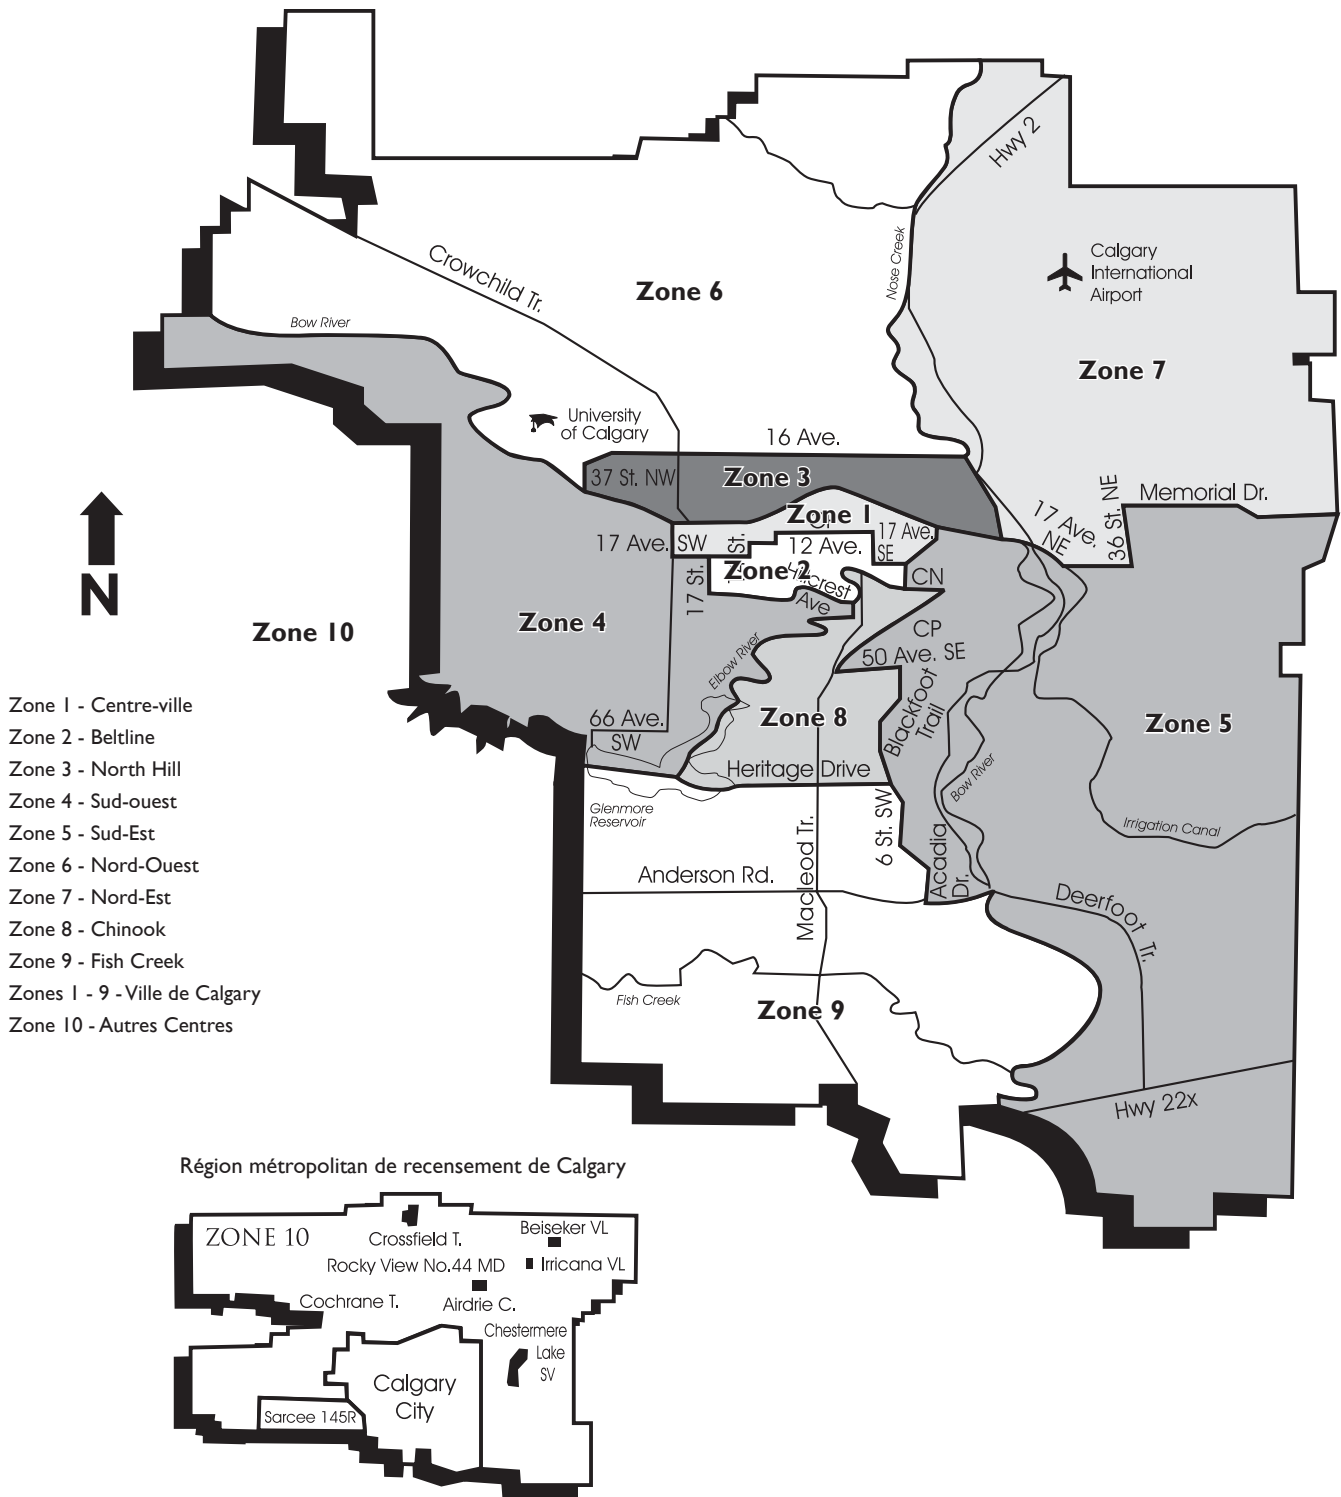 Hwy 2
Crowchild Tr.
Nose Creek
Calgary
International
Airport
Zone 6
Bow River
Zone 7
University
of Calgary
16 Ave.
37 St. NW
Zone 3
Memorial Dr.
36 St. NE
17 Ave.
NE
Zone 1
17 Ave.
SW
17 Ave.
SE
12 Ave.
Zone 2
17 St.
Hillcrest
Ave
CN
N
Zone 10
Zone 4
CP
50 Ave. SE
Elbow River
Blackfoot
Trail
Zone 1 - Centre-ville
Zone 2 - Beltline
Zone 3 - North Hill
Zone 4 - Sud-ouest
Zone 5 - Sud-Est
Zone 6 - Nord-Ouest
Zone 7 - Nord-Est
Zone 8 - Chinook
Zone 9 - Fish Creek
Zones 1 - 9 - Ville de Calgary
Zone 10 - Autres Centres
66 Ave.
SW
Zone 8
Zone 5
Heritage Drive
Bow River
Glenmore
Reservoir
Macleod Tr.
6 St. SW
Acadia
Dr.
Irrigation Canal
Anderson Rd.
Deerfoot Tr.
Fish Creek
Zone 9
Hwy 22x
Région métropolitan de recensement de Calgary
ZONE 10
Crossfield T.
Beiseker VL
Rocky View No.44 MD
Irricana VL
Cochrane T.
Airdrie C.
Chestermere
Lake
SV
Calgary
City
Sarcee 145R